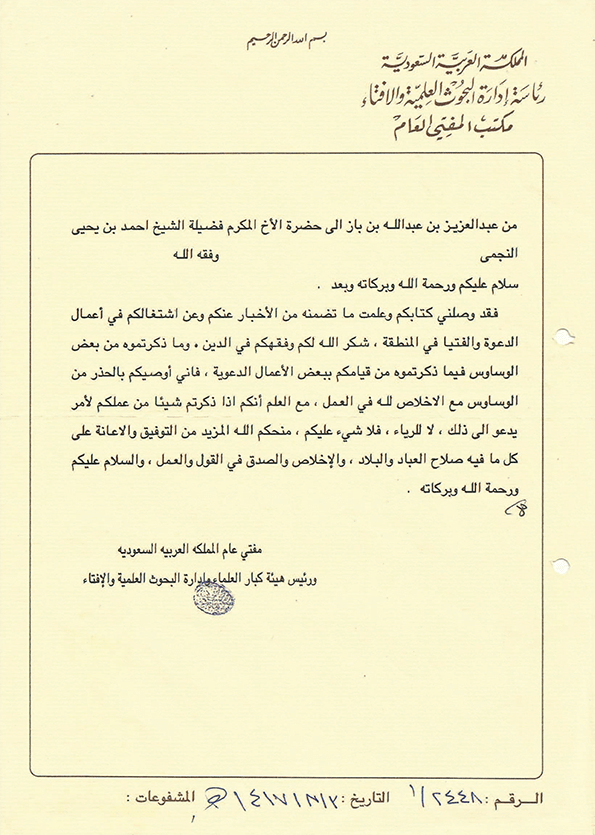 بسم الله الرحمن الرحيم
المملكة العربية السعودية
رئاسة إدارة البحوث العلمية والافتاء
مكتب المفتي العام
من عبدالعزيز بن عبدالله بن باز الى حضرة الأخ المكرم فضيلة الشيخ احمد بن يحيى
النجمى وفقه الله
سلام عليكم ورحمة الله وبركاته وبعد .
فقد وصلني كتابكم وعلمت ما تضمنه من الأخبار عنكم وعن اشتغالكم في أعمال
الدعوة والفتيا في المنطقة ، شكر الله لكم وفقهكم في الدين . وما ذكرتموه من بعض
الوساوس فيما ذكرتموه من قيامكم ببعض الأعمال الدعوية ، فاني أوصيكم بالحذر من
الوساوس مع الاخلاص لله في العمل ، مع العلم أنكم اذا ذكرتم شيئا من عملكم لأمر
يدعو الى ذلك ، لا للرياء ، فلا شيء عليكم ، منحكم الله المزيد من التوفيق والاعانة على
كل ما فيه صلاح العباد والبلاد ، والإخلاص والصدق في القول والعمل ، والسلام عليكم
ورحمة الله وبركاته .
مفتي عام المملكه العربيه السعوديه
ورئيس هيئة كبار العلماء وإدارة البحوث العلمية والإفتاء
الرقم : ٢٤٤٨/١ التاريخ : ١٤١٧/١٢/٣ المشفوعات :